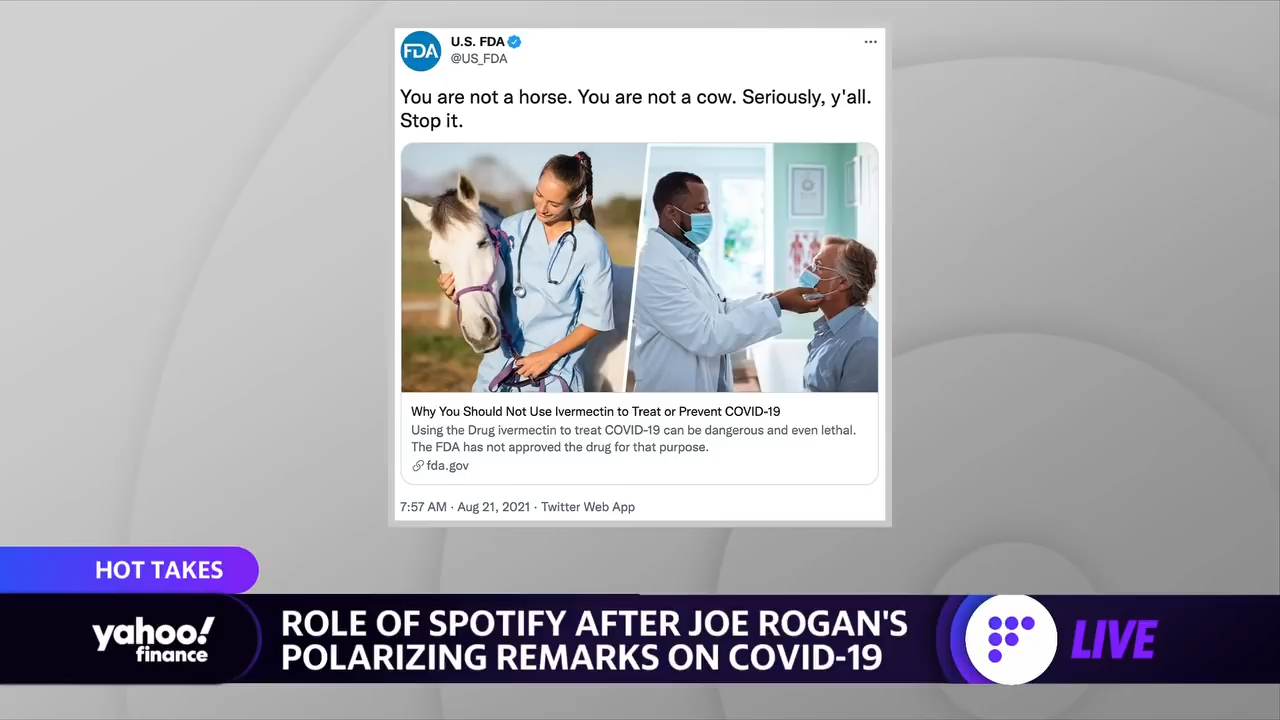 FDA
U.S. FDA
@US_FDA
You are not a horse. You are not a cow. Seriously, y'all.
Stop it.
Why You Should Not Use Ivermectin to Treat or Prevent COVID-19
Using the Drug ivermectin to treat COVID-19 can be dangerous and even lethal.
The FDA has not approved the drug for that purpose.
fda.gov
7:57 AM · Aug 21, 2021 · Twitter Web App
HOT TAKES
yahoo!
finance
ROLE OF SPOTIFY AFTER JOE ROGAN'S
POLARIZING REMARKS ON COVID-19
LIVE